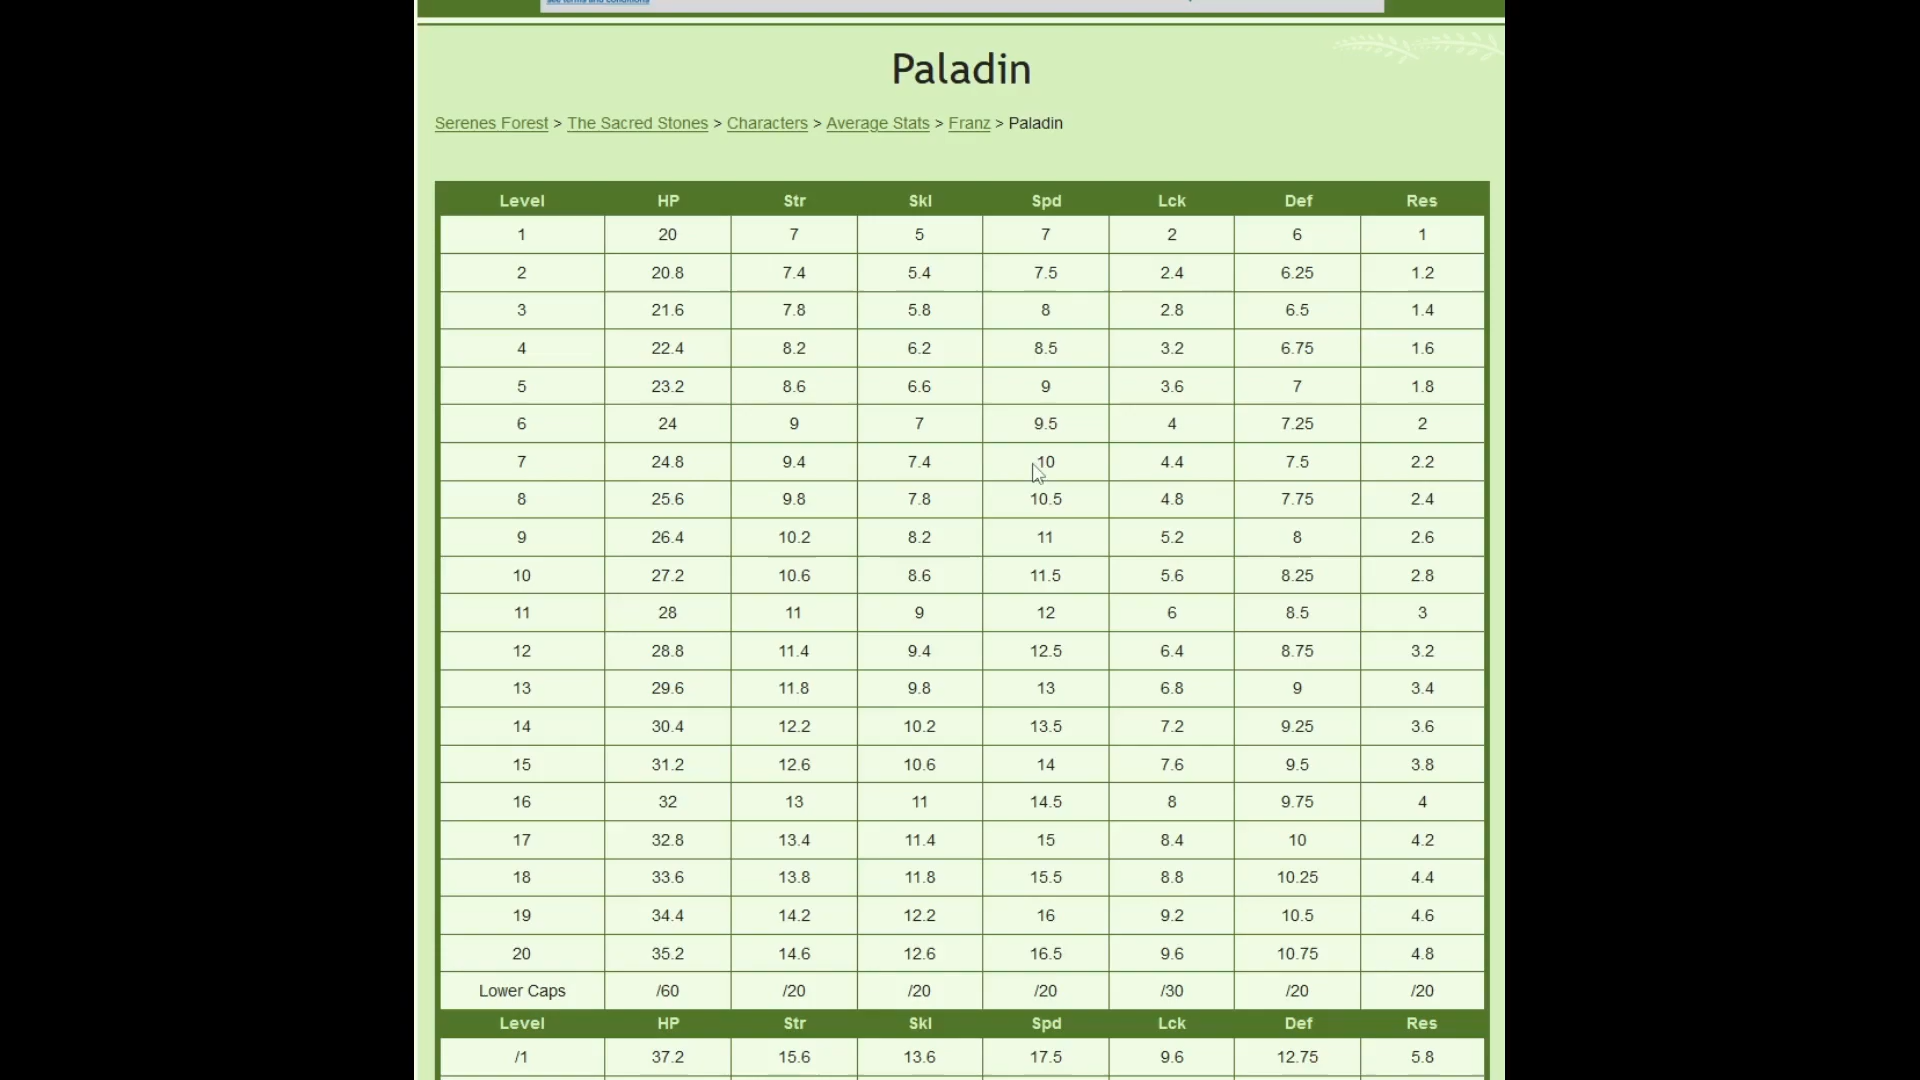 site terms and conditions
Paladin
Serenes Forest > The Sacred Stones > Characters > Average Stats > Franz > Paladin
Level HP Str Skl Spd Lck Def Res
1 20 7 5 7 2 6 1
2 20.8 7.4 5.4 7.5 2.4 6.25 1.2
3 21.6 7.8 5.8 8 2.8 6.5 1.4
4 22.4 8.2 6.2 8.5 3.2 6.75 1.6
5 23.2 8.6 6.6 9 3.6 7 1.8
6 24 9 7 9.5 4 7.25 2
7 24.8 9.4 7.4 10 4.4 7.5 2.2
8 25.6 9.8 7.8 10.5 4.8 7.75 2.4
9 26.4 10.2 8.2 11 5.2 8 2.6
10 27.2 10.6 8.6 11.5 5.6 8.25 2.8
11 28 11 9 12 6 8.5 3
12 28.8 11.4 9.4 12.5 6.4 8.75 3.2
13 29.6 11.8 9.8 13 6.8 9 3.4
14 30.4 12.2 10.2 13.5 7.2 9.25 3.6
15 31.2 12.6 10.6 14 7.6 9.5 3.8
16 32 13 11 14.5 8 9.75 4
17 32.8 13.4 11.4 15 8.4 10 4.2
18 33.6 13.8 11.8 15.5 8.8 10.25 4.4
19 34.4 14.2 12.2 16 9.2 10.5 4.6
20 35.2 14.6 12.6 16.5 9.6 10.75 4.8
Lower Caps /60 /20 /20 /20 /30 /20 /20
Level HP Str Skl Spd Lck Def Res
/1 37.2 15.6 13.6 17.5 9.6 12.75 5.8